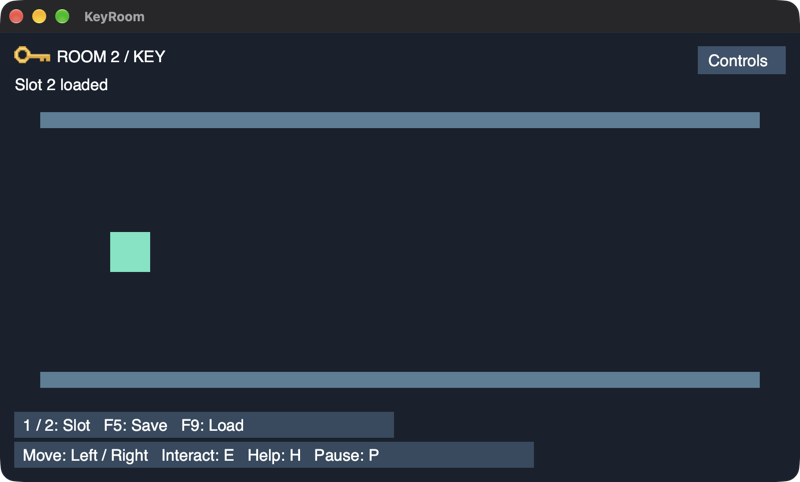 KeyRoom
ROOM 2 / KEY
Controls
Slot 2 loaded
1 / 2: Slot   F5: Save   F9: Load
Move: Left / Right   Interact: E   Help: H   Pause: P